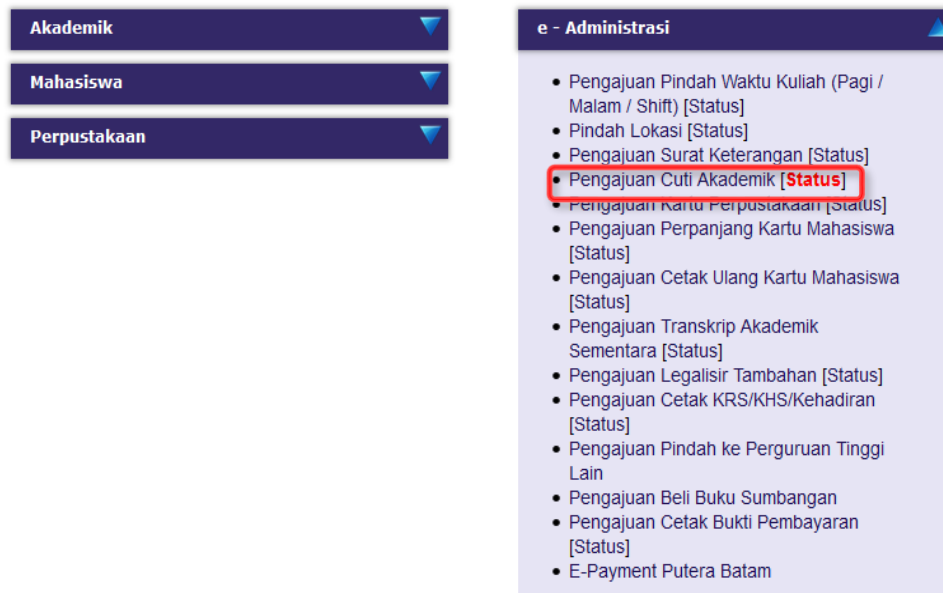 Akademik
Mahasiswa
Perpustakaan
e - Administrasi
Pengajuan Pindah Waktu Kuliah (Pagi /
Malam / Shift) [Status]
Pindah Lokasi [Status]
Pengajuan Surat Keterangan [Status]
Pengajuan Cuti Akademik [Status]
Pengajuan Kartu Perpustakaan [Status]
Pengajuan Perpanjang Kartu Mahasiswa
[Status]
Pengajuan Cetak Ulang Kartu Mahasiswa
[Status]
Pengajuan Transkrip Akademik
Sementara [Status]
Pengajuan Legalisir Tambahan [Status]
Pengajuan Cetak KRS/KHS/Kehadiran
[Status]
Pengajuan Pindah ke Perguruan Tinggi
Lain
Pengajuan Beli Buku Sumbangan
Pengajuan Cetak Bukti Pembayaran
[Status]
E-Payment Putera Batam